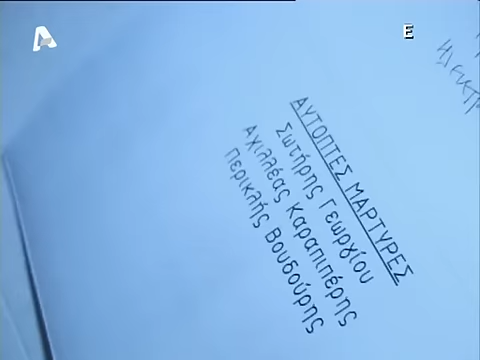 A
E
ΑΥΤΟΠΤΕΣ ΜΑΡΤΥΡΕΣ
Σωτήρης Γεωργίου
Αχιλλέας Καραπιπέρης
Περικλής Βουδούρης